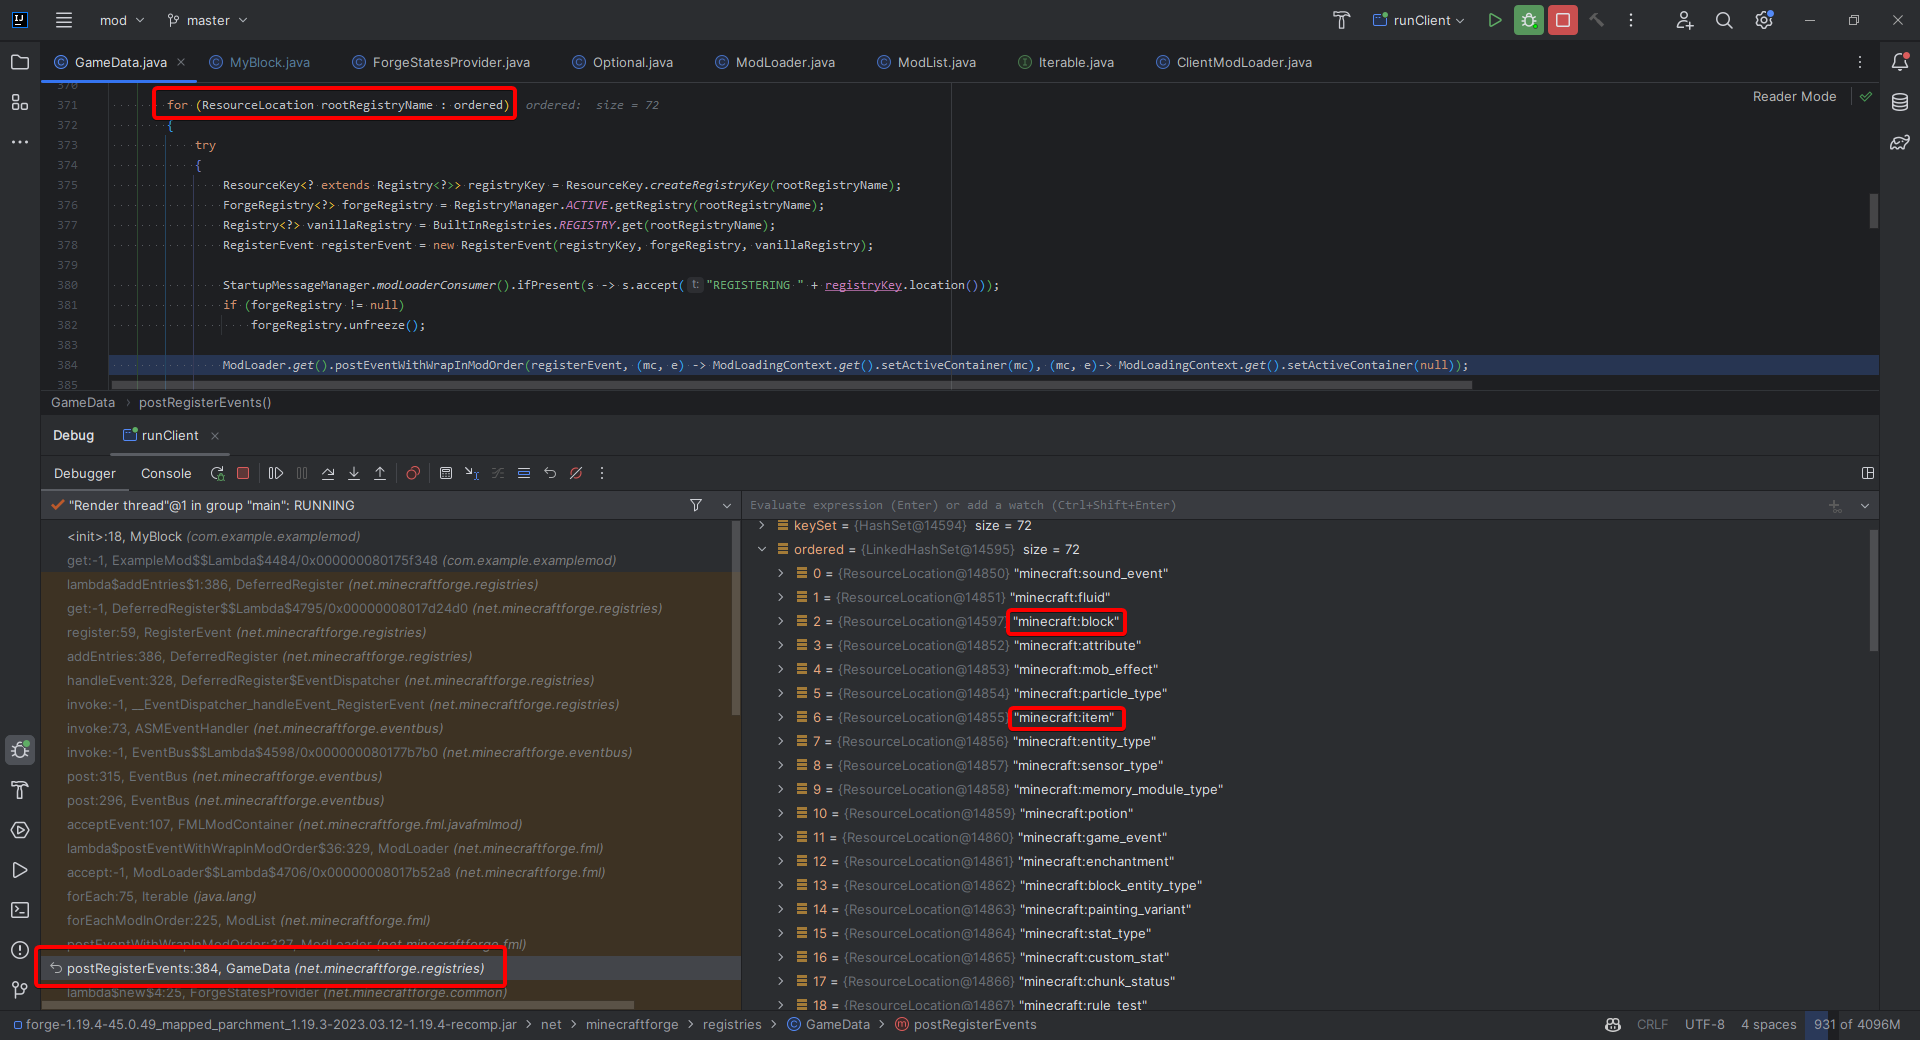 mod
master
runClient
GameData.java
MyBlock.java
ForgeStatesProvider.java
Optional.java
ModLoader.java
ModList.java
Iterable.java
ClientModLoader.java
370
371 for (ResourceLocation rootRegistryName : ordered) ordered: size = 72
Reader Mode
372 {
373 try
374 {
375 ResourceKey<? extends Registry<?>> registryKey = ResourceKey.createRegistryKey(rootRegistryName);
376 ForgeRegistry<?> forgeRegistry = RegistryManager.ACTIVE.getRegistry(rootRegistryName);
377 Registry<?> vanillaRegistry = BuiltInRegistries.REGISTRY.get(rootRegistryName);
378 RegisterEvent registerEvent = new RegisterEvent(registryKey, forgeRegistry, vanillaRegistry);
379
380 StartupMessageManager.modLoaderConsumer().ifPresent(s -> s.accept( t: "REGISTERING " + registryKey.location()));
381 if (forgeRegistry != null)
382 forgeRegistry.unfreeze();
383
384 ModLoader.get().postEventWithWrapInModOrder(registerEvent, (mc, e) -> ModLoadingContext.get().setActiveContainer(mc), (mc, e)-> ModLoadingContext.get().setActiveContainer(null));
385
GameData > postRegisterEvents()
Debug
runClient
Debugger
Console
"Render thread"@1 in group "main": RUNNING
<init>:18, MyBlock (com.example.examplemod)
get:-1, ExampleMod$$Lambda$4484/0x000000080175f348 (com.example.examplemod)
lambda$addEntries$1:386, DeferredRegister (net.minecraftforge.registries)
get:-1, DeferredRegister$$Lambda$4795/0x00000008017d24d0 (net.minecraftforge.registries)
register:59, RegisterEvent (net.minecraftforge.registries)
addEntries:386, DeferredRegister (net.minecraftforge.registries)
handleEvent:328, DeferredRegister$EventDispatcher (net.minecraftforge.registries)
invoke:-1, __EventDispatcher_handleEvent_RegisterEvent (net.minecraftforge.registries)
invoke:73, ASMEventHandler (net.minecraftforge.eventbus)
invoke:-1, EventBus$$Lambda$4598/0x000000080177b7b0 (net.minecraftforge.eventbus)
post:315, EventBus (net.minecraftforge.eventbus)
post:296, EventBus (net.minecraftforge.eventbus)
acceptEvent:107, FMLModContainer (net.minecraftforge.fml.javafmlmod)
lambda$postEventWithWrapInModOrder$36:329, ModLoader (net.minecraftforge.fml)
accept:-1, ModLoader$$Lambda$4706/0x00000008017b52a8 (net.minecraftforge.fml)
forEach:75, Iterable (java.lang)
forEachModInOrder:225, ModList (net.minecraftforge.fml)
postEventWithWrapInModOrder:327, ModLoader (net.minecraftforge.fml)
postRegisterEvents:384, GameData (net.minecraftforge.registries)
lambda$new$4:25, ForgeStatesProvider (net.minecraftforge.common)
Evaluate expression (Enter) or add a watch (Ctrl+Shift+Enter)
keySet = {HashSet@14594} size = 72
ordered = {LinkedHashSet@14595} size = 72
0 = {ResourceLocation@14850} "minecraft:sound_event"
1 = {ResourceLocation@14851} "minecraft:fluid"
2 = {ResourceLocation@14597} "minecraft:block"
3 = {ResourceLocation@14852} "minecraft:attribute"
4 = {ResourceLocation@14853} "minecraft:mob_effect"
5 = {ResourceLocation@14854} "minecraft:particle_type"
6 = {ResourceLocation@14855} "minecraft:item"
7 = {ResourceLocation@14856} "minecraft:entity_type"
8 = {ResourceLocation@14857} "minecraft:sensor_type"
9 = {ResourceLocation@14858} "minecraft:memory_module_type"
10 = {ResourceLocation@14859} "minecraft:potion"
11 = {ResourceLocation@14860} "minecraft:game_event"
12 = {ResourceLocation@14861} "minecraft:enchantment"
13 = {ResourceLocation@14862} "minecraft:block_entity_type"
14 = {ResourceLocation@14863} "minecraft:painting_variant"
15 = {ResourceLocation@14864} "minecraft:stat_type"
16 = {ResourceLocation@14865} "minecraft:custom_stat"
17 = {ResourceLocation@14866} "minecraft:chunk_status"
18 = {ResourceLocation@14867} "minecraft:rule_test"
forge-1.19.4-45.0.49_mapped_parchment_1.19.3-2023.03.12-1.19.4-recomp.jar > net > minecraftforge > registries > GameData > postRegisterEvents
CRLF UTF-8 4 spaces 931 of 4096M